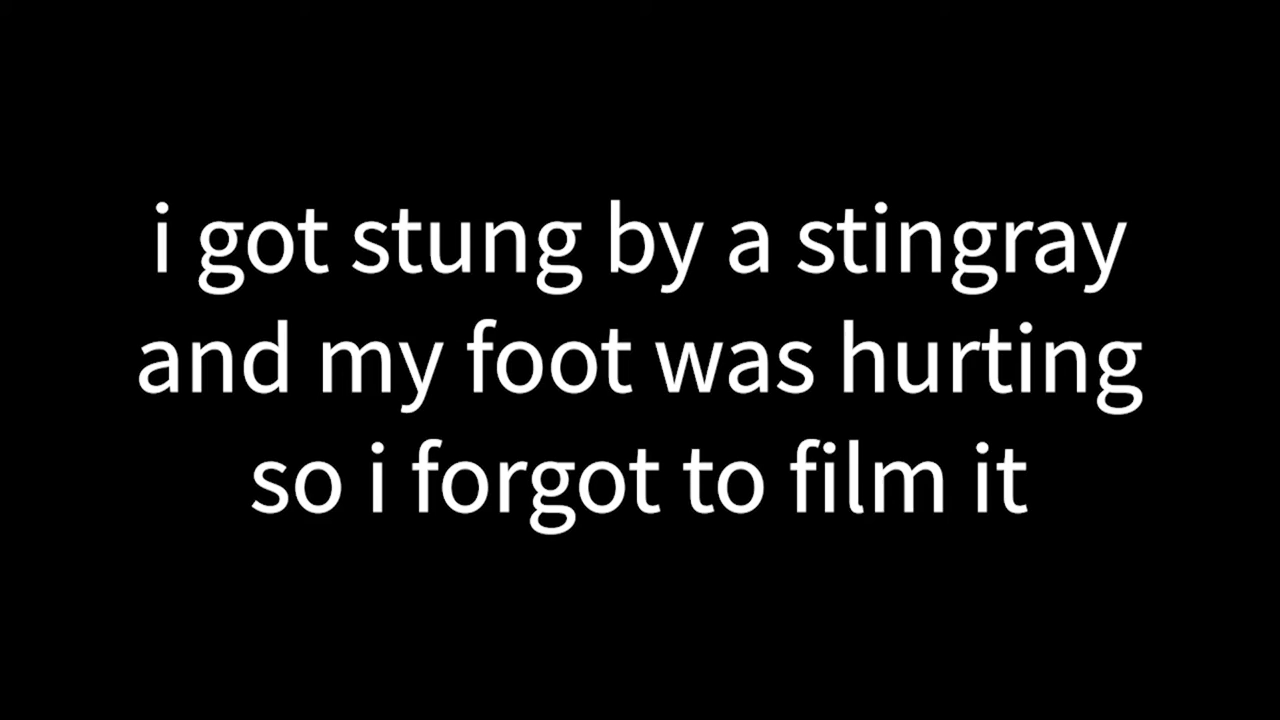 i got stung by a stingray
and my foot was hurting
so i forgot to film it